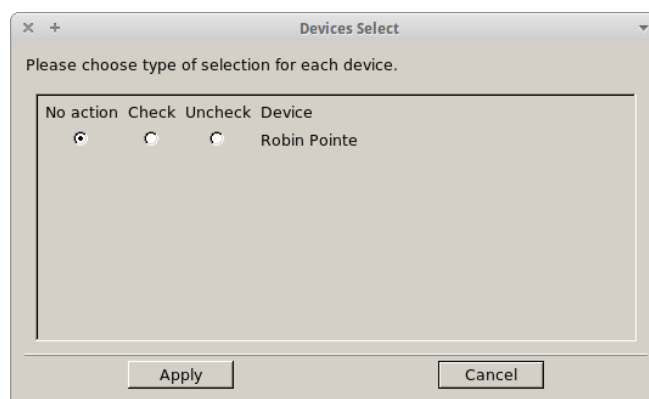 Devices Select
Please choose type of selection for each device.
No action Check Uncheck Device
Robin Pointe
Apply Cancel